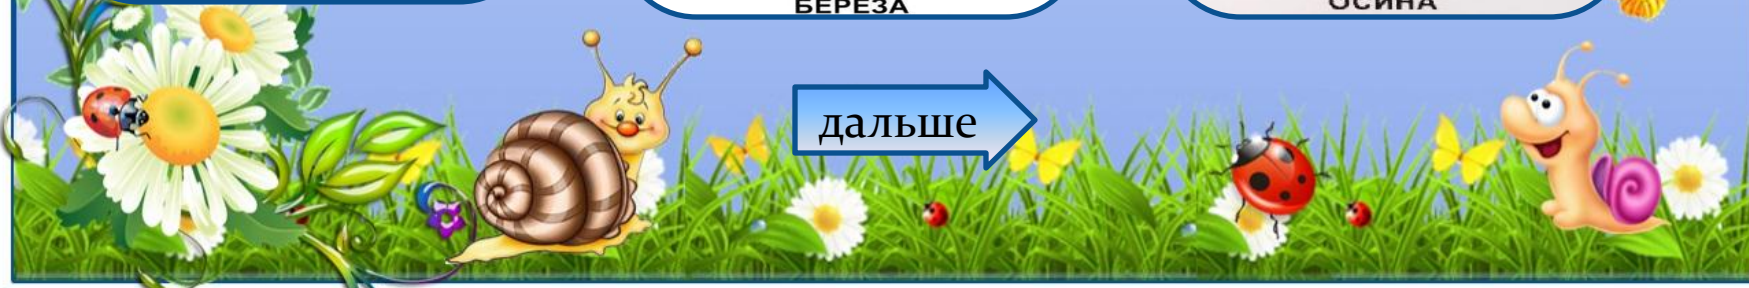 БЕРЕЗА
ОСИНА
дальше